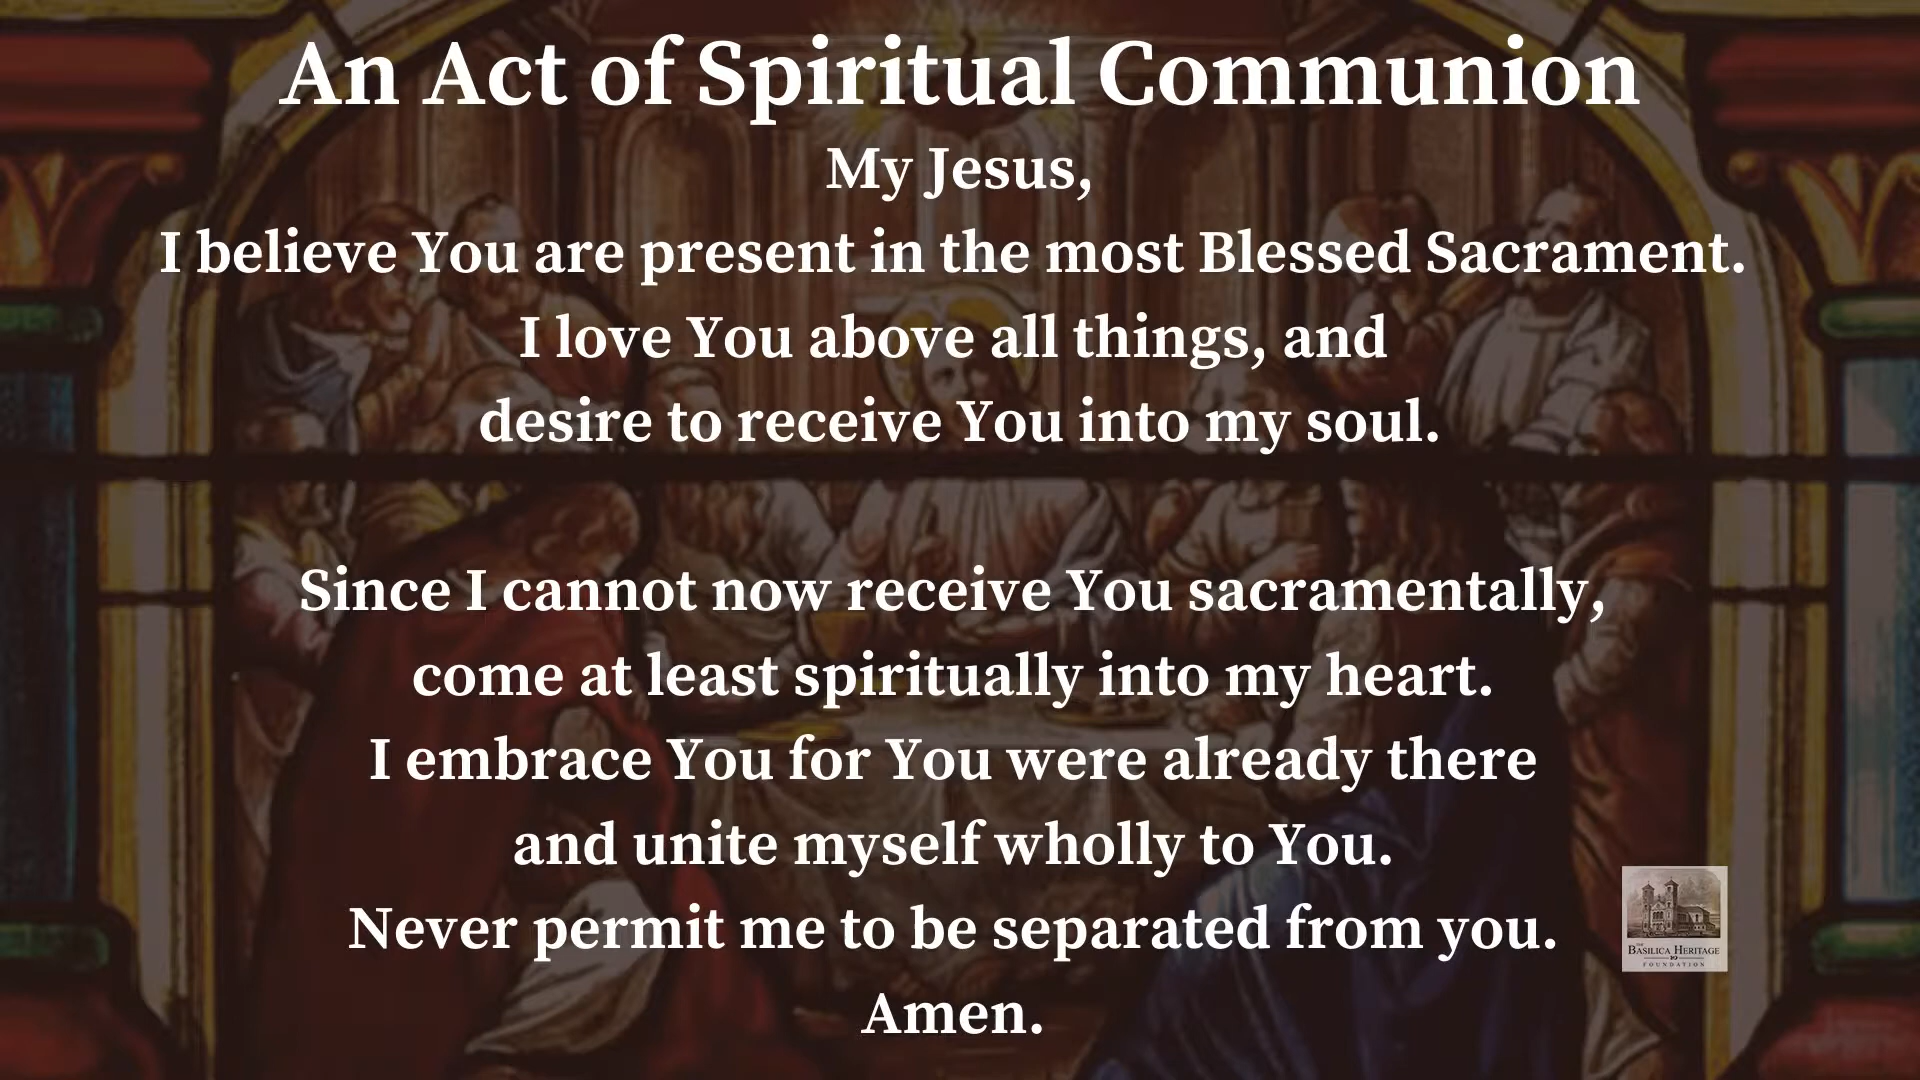 An Act of Spiritual Communion
My Jesus,
I believe You are present in the most Blessed Sacrament.
I love You above all things, and
desire to receive You into my soul.
Since I cannot now receive You sacramentally,
come at least spiritually into my heart.
I embrace You for You were already there
and unite myself wholly to You.
Never permit me to be separated from you.
Amen.
THE
BASILICA HERITAGE
FOUNDATION